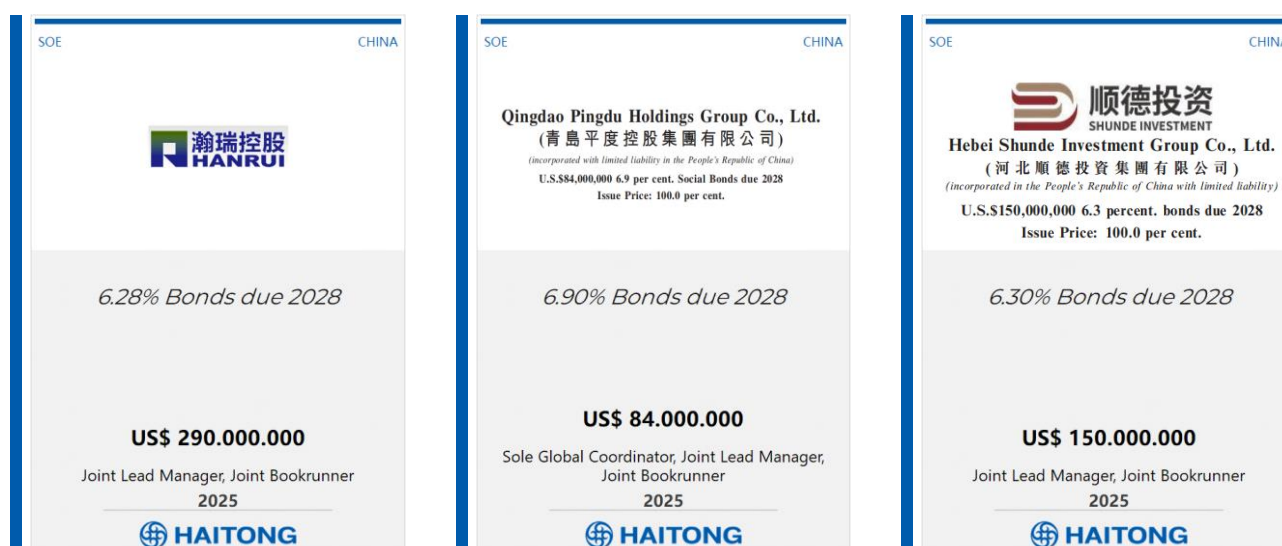 SOE CHINA
瀚瑞控股
HANRUI
6.28% Bonds due 2028
US$ 290.000.000
Joint Lead Manager, Joint Bookrunner
2025
HAITONG
SOE CHINA
Qingdao Pingdu Holdings Group Co., Ltd.
(青島平度控股集團有限公司)
(incorporated with limited liability in the People's Republic of China)
U.S.$84,000,000 6.9 per cent. Social Bonds due 2028
Issue Price: 100.0 per cent.
6.90% Bonds due 2028
US$ 84.000.000
Sole Global Coordinator, Joint Lead Manager,
Joint Bookrunner
2025
HAITONG
SOE CHINA
顺德投资
SHUNDE INVESTMENT
Hebei Shunde Investment Group Co., Ltd.
(河北順德投資集團有限公司)
(incorporated in the People's Republic of China with limited liability)
U.S.$150,000,000 6.3 percent. bonds due 2028
Issue Price: 100.0 per cent.
6.30% Bonds due 2028
US$ 150.000.000
Joint Lead Manager, Joint Bookrunner
2025
HAITONG